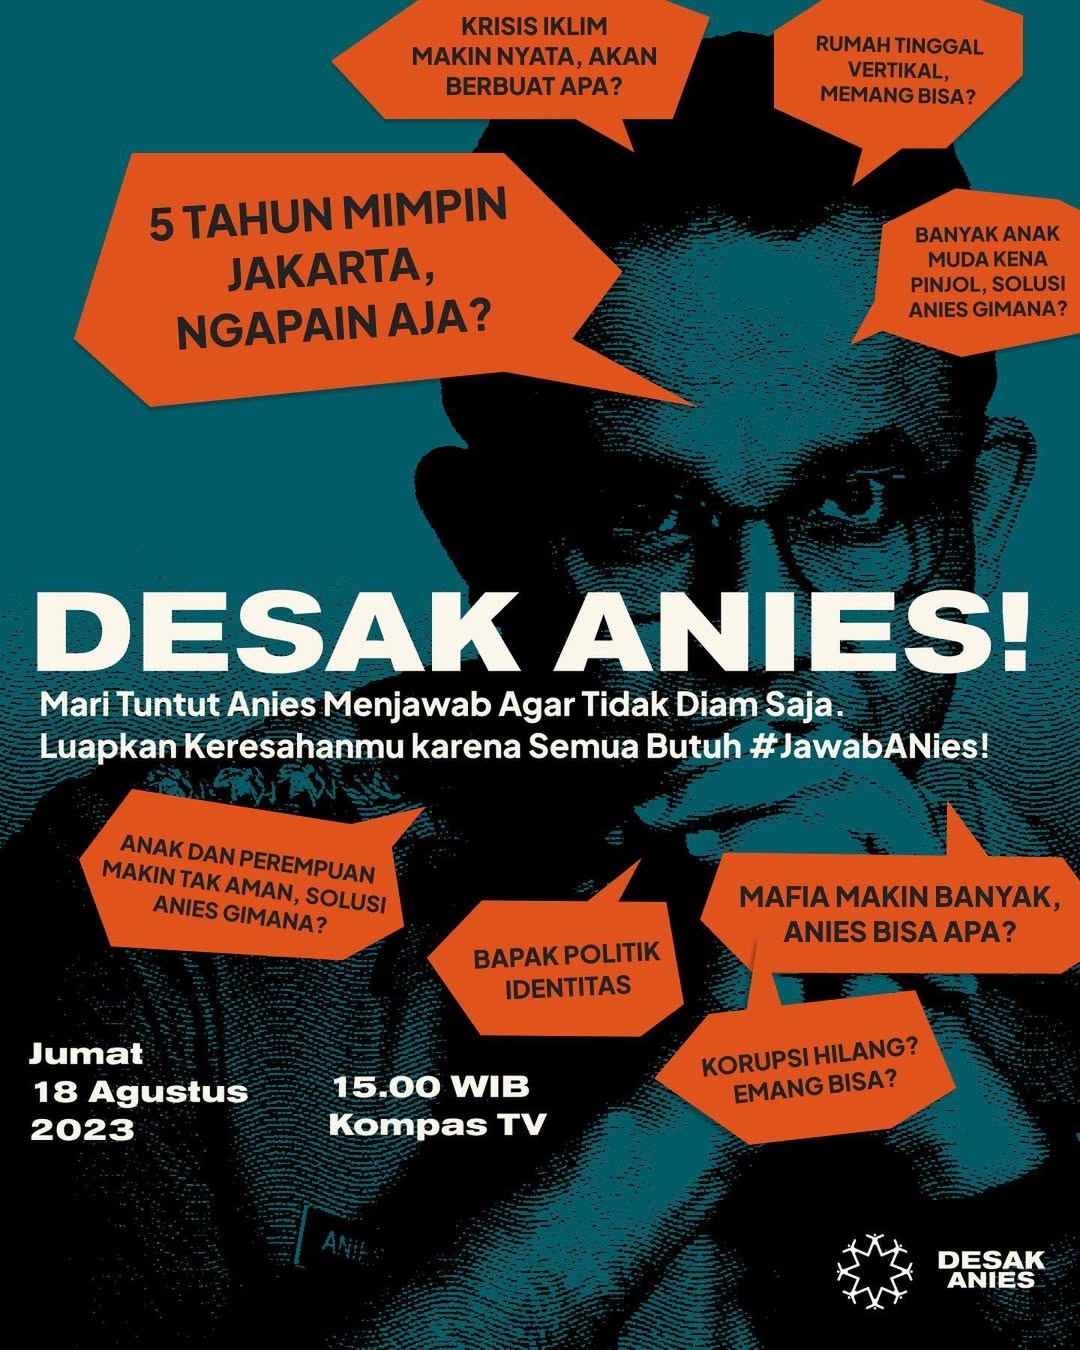 KRISIS IKLIM
MAKIN NYATA, AKAN
BERBUAT APA?
RUMAH TINGGAL
VERTIKAL,
MEMANG BISA?
5 TAHUN MIMPIN
JAKARTA,
NGAPAIN AJA?
BANYAK ANAK
MUDA KENA
PINJOL, SOLUSI
ANIES GIMANA?
DESAK ANIES!
Mari Tuntut Anies Menjawab Agar Tidak Diam Saja.
Luapkan Keresahanmu karena Semua Butuh #JawabANies!
ANAK DAN PEREMPUAN
MAKIN TAK AMAN, SOLUSI
ANIES GIMANA?
BAPAK POLITIK
IDENTITAS
MAFIA MAKIN BANYAK,
ANIES BISA APA?
KORUPSI HILANG?
EMANG BISA?
Jumat
18 Agustus
2023
15.00 WIB
Kompas TV
ANIES
DESAK
ANIES